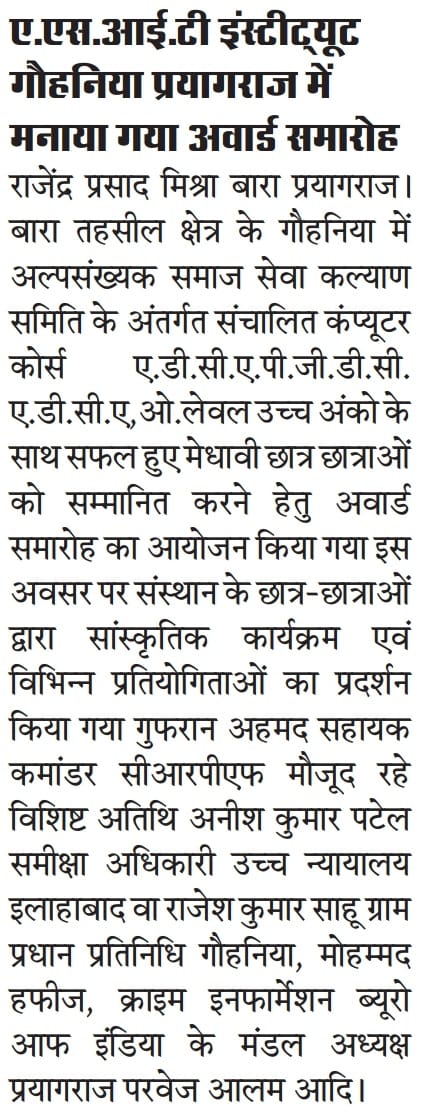 ए.एस.आई.टी इंस्टीट्यूट
गौहनिया प्रयागराज में
मनाया गया अवार्ड समारोह
राजेंद्र प्रसाद मिश्रा बारा प्रयागराज।
बारा तहसील क्षेत्र के गौहनिया में
अल्पसंख्यक समाज सेवा कल्याण
समिति के अंतर्गत संचालित कंप्यूटर
कोर्स ए.डी.सी.ए.पी.जी.डी.सी.
ए.डी.सी.ए,ओ.लेवल उच्च अंको के
साथ सफल हुए मेधावी छात्र छात्राओं
को सम्मानित करने हेतु अवार्ड
समारोह का आयोजन किया गया इस
अवसर पर संस्थान के छात्र-छात्राओं
द्वारा सांस्कृतिक कार्यक्रम एवं
विभिन्न प्रतियोगिताओं का प्रदर्शन
किया गया गुफरान अहमद सहायक
कमांडर सीआरपीएफ मौजूद रहे
विशिष्ट अतिथि अनीश कुमार पटेल
समीक्षा अधिकारी उच्च न्यायालय
इलाहाबाद वा राजेश कुमार साहू ग्राम
प्रधान प्रतिनिधि गौहनिया, मोहम्मद
हफीज, क्राइम इनफार्मेशन ब्यूरो
आफ इंडिया के मंडल अध्यक्ष
प्रयागराज परवेज आलम आदि।